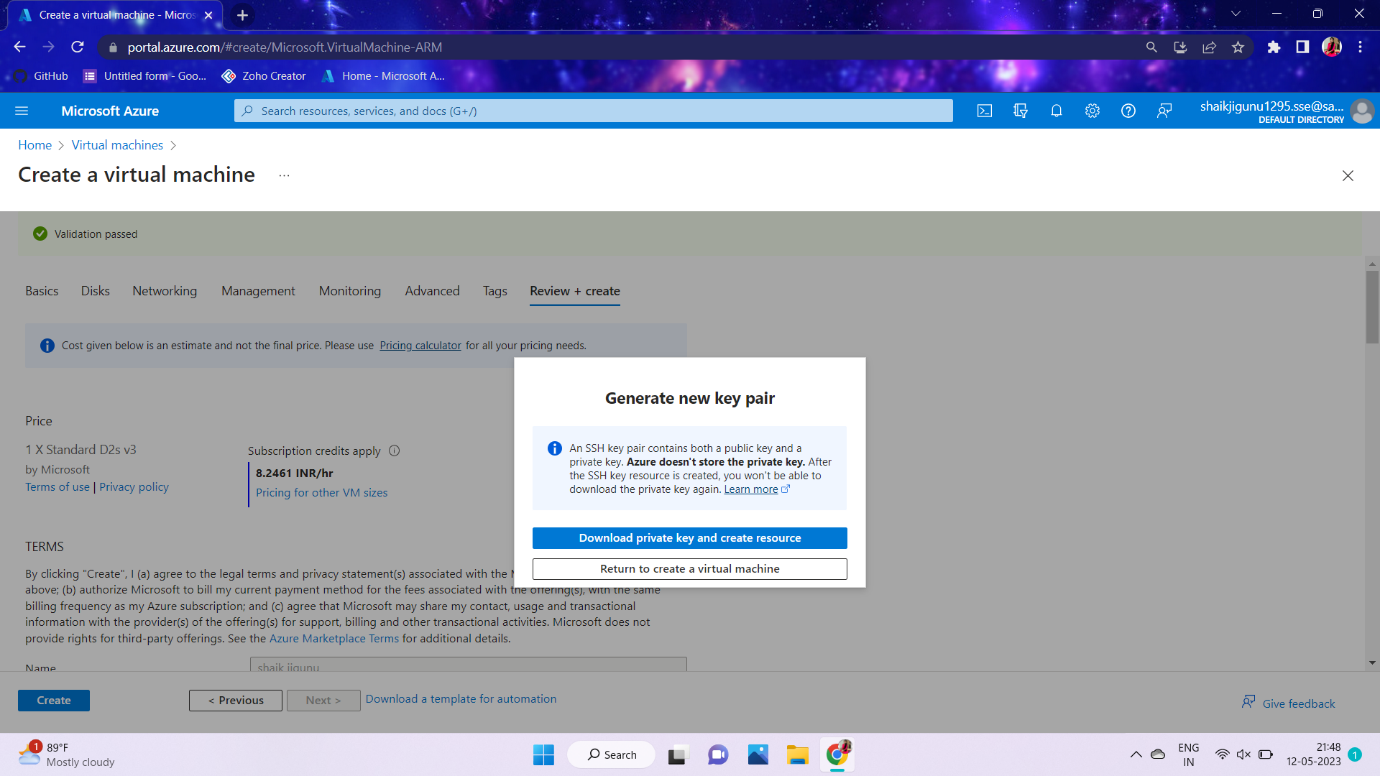 Create a virtual machine - Micros
portal.azure.com/#create/Microsoft.VirtualMachine-ARM
GitHub
Untitled form - Goo...
Zoho Creator
Home - Microsoft A...
Microsoft Azure
Search resources, services, and docs (G+/)
shaikjigunu1295.sse@sa...
DEFAULT DIRECTORY
Home > Virtual machines >
Create a virtual machine ...
Validation passed
Basics Disks Networking Management Monitoring Advanced Tags Review + create
Cost given below is an estimate and not the final price. Please use Pricing calculator for all your pricing needs.
Price
1 X Standard D2s v3
by Microsoft
Terms of use | Privacy policy
Subscription credits apply
8.2461 INR/hr
Pricing for other VM sizes
TERMS
By clicking "Create", I (a) agree to the legal terms and privacy statement(s) associated with the
above; (b) authorize Microsoft to bill my current payment method for the fees associated with the offering(s), with the same
billing frequency as my Azure subscription; and (c) agree that Microsoft may share my contact, usage and transactional
information with the provider(s) of the offering(s) for support, billing and other transactional activities. Microsoft does not
provide rights for third-party offerings. See the Azure Marketplace Terms for additional details.
Name
shaik jigunu
Generate new key pair
An SSH key pair contains both a public key and a
private key. Azure doesn't store the private key. After
the SSH key resource is created, you won't be able to
download the private key again. Learn more
Download private key and create resource
Return to create a virtual machine
Create
< Previous
Next >
Download a template for automation
Give feedback
1
89°F
Mostly cloudy
Search
ENG
IN
21:48
12-05-2023
1